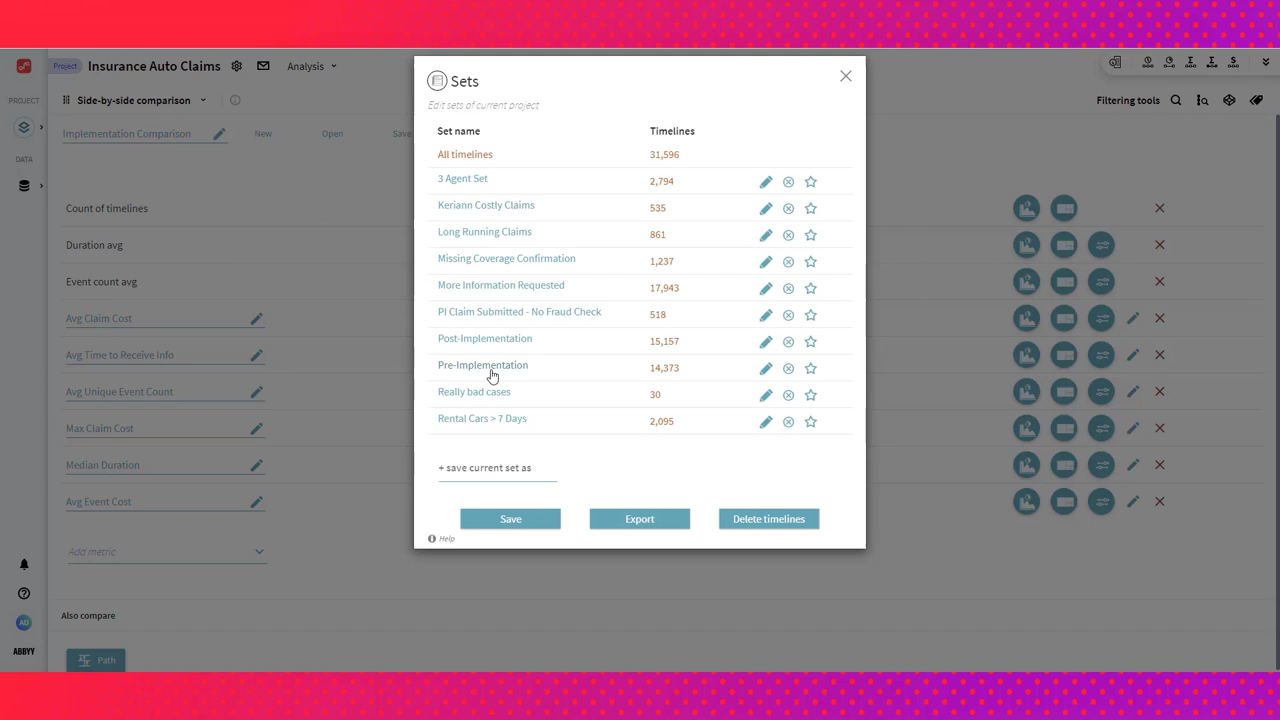 Project Insurance Auto Claims Analysis
PROJECT
Side-by-side comparison
Filtering tools
Implementation Comparison New Open Save
DATA
Count of timelines
Duration avg
Event count avg
Avg Claim Cost
Avg Time to Receive Info
Avg Unique Event Count
Max Claim Cost
Median Duration
Avg Event Cost
Add metric
Also compare
Path
AD
ABBYY
Sets
Edit sets of current project
Set name Timelines
All timelines 31,596
3 Agent Set 2,794
Keriann Costly Claims 535
Long Running Claims 861
Missing Coverage Confirmation 1,237
More Information Requested 17,943
PI Claim Submitted - No Fraud Check 518
Post-Implementation 15,157
Pre-Implementation 14,373
Really bad cases 30
Rental Cars > 7 Days 2,095
+ save current set as
Save Export Delete timelines
Help